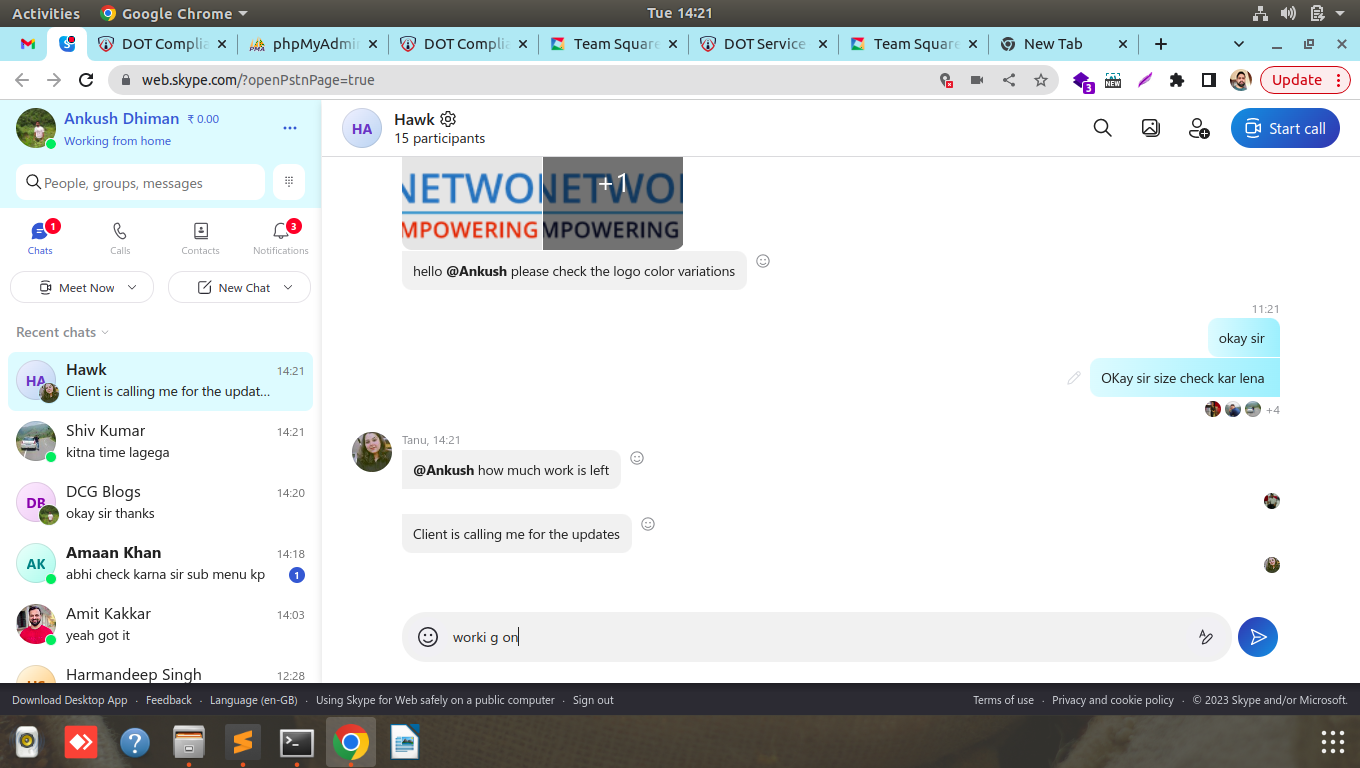 Activities Google Chrome Tue 14:21
DOT Complia phpMyAdmin DOT Complia Team Square DOT Service Team Square New Tab
web.skype.com/?openPstnPage=true 3 NEW Update
Ankush Dhiman ₹ 0.00
Working from home
People, groups, messages
1 3
Chats Calls Contacts Notifications
Meet Now New Chat
Recent chats
HA Hawk 14:21
Client is calling me for the updat...
Shiv Kumar 14:21
kitna time lagega
DB DCG Blogs 14:20
okay sir thanks
AK Amaan Khan 14:18
abhi check karna sir sub menu kp 1
Amit Kakkar 14:03
yeah got it
Harmandeep Singh 12:28
HA Hawk
15 participants
Start call
NETWO NETWO +1
MPOWERING MPOWERING
hello @Ankush please check the logo color variations
11:21
okay sir
OKay sir size check kar lena
+4
Tanu, 14:21
@Ankush how much work is left
Client is calling me for the updates
worki g on
Download Desktop App · Feedback · Language (en-GB) · Using Skype for Web safely on a public computer · Sign out Terms of use · Privacy and cookie policy · © 2023 Skype and/or Microsoft.